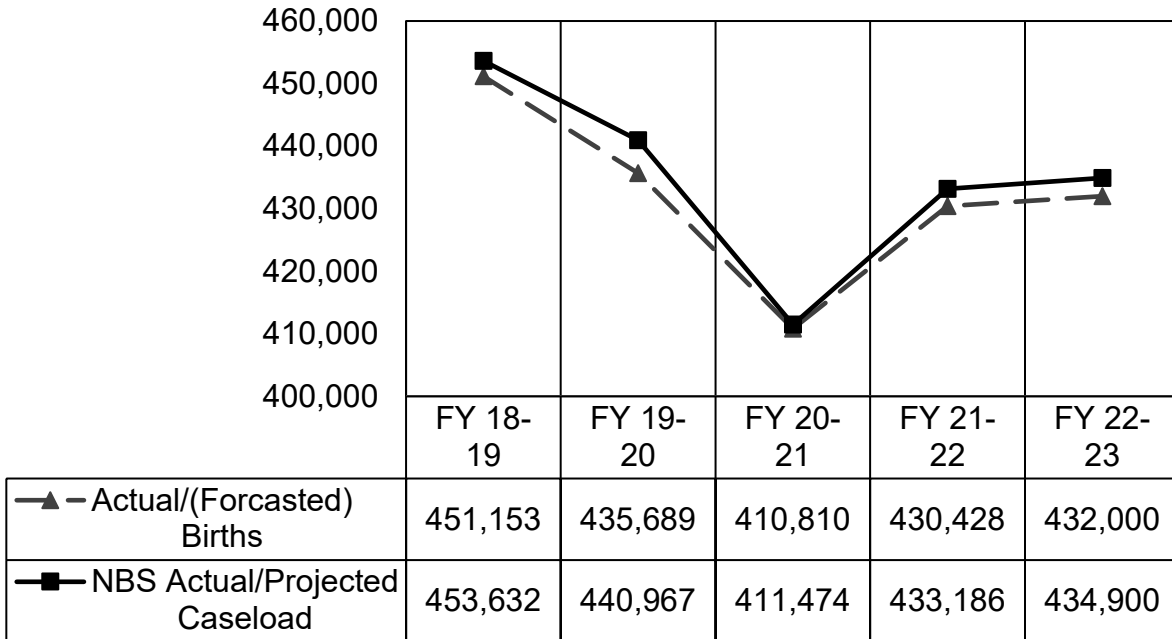 460,000
450,000
440,000
430,000
420,000
410,000
400,000
FY 18-
19
FY 19-
20
FY 20-
21
FY 21-
22
FY 22-
23
Actual/(Forcasted)
Births
451,153
435,689
410,810
430,428
432,000
NBS Actual/Projected
Caseload
453,632
440,967
411,474
433,186
434,900